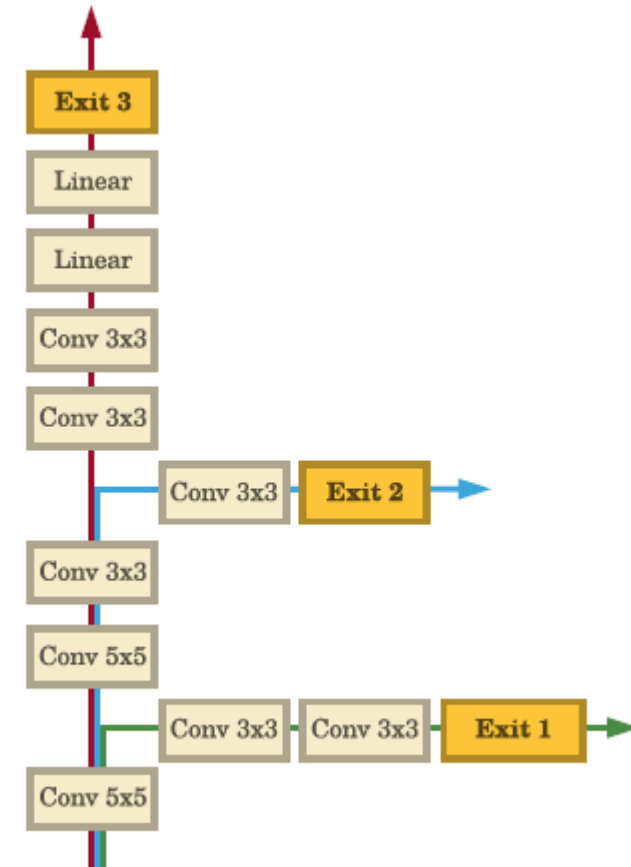 Exit 3
Linear
Linear
Conv 3x3
Conv 3x3
Conv 3x3
Exit 2
Conv 3x3
Conv 5x5
Conv 3x3
Conv 3x3
Exit 1
Conv 5x5